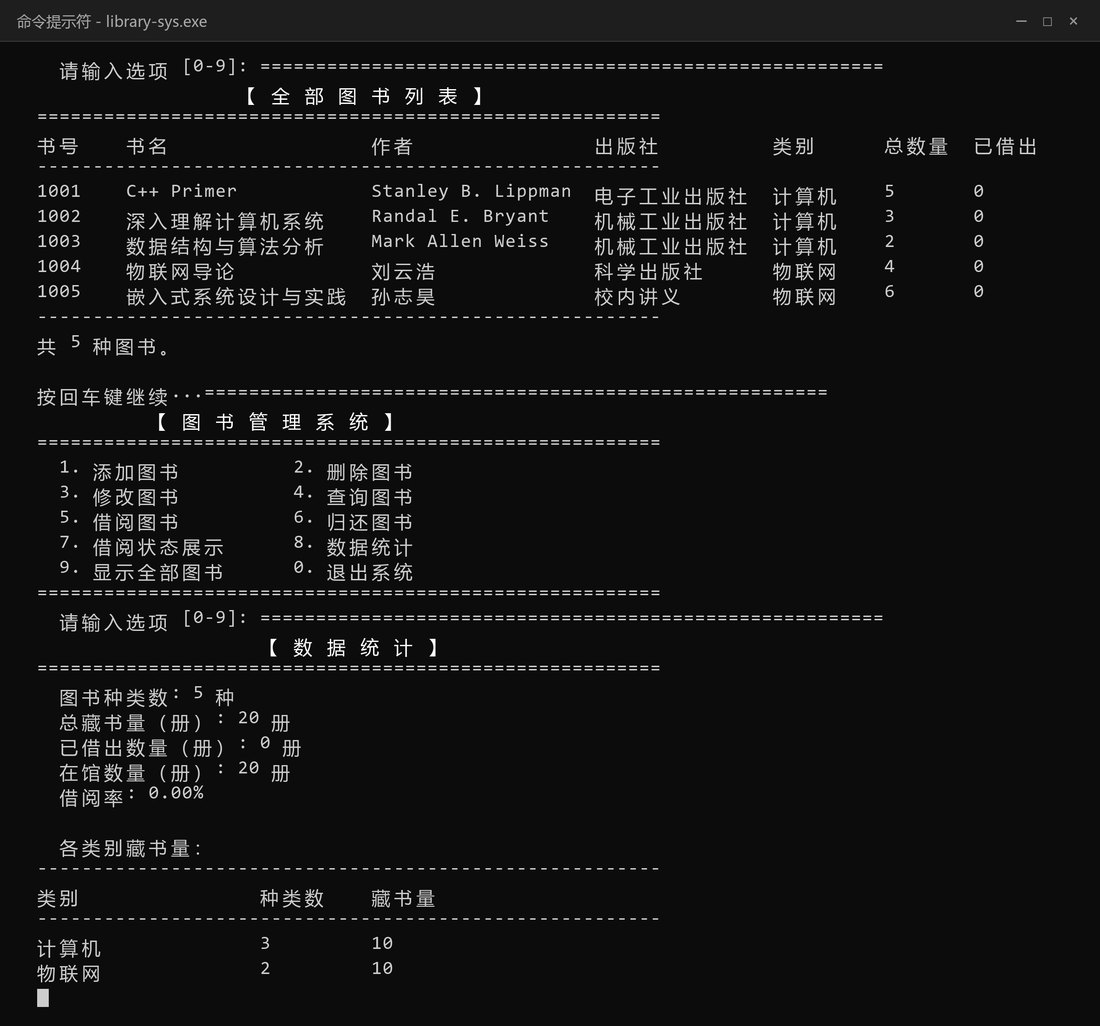 命令提示符 - library-sys.exe
请输入选项 [0-9]: ========================================================
【 全 部 图 书 列 表 】
========================================================
书号 书名 作者 出版社 类别 总数量 已借出
--------------------------------------------------------
1001 C++ Primer Stanley B. Lippman 电子工业出版社 计算机 5 0
1002 深入理解计算机系统 Randal E. Bryant 机械工业出版社 计算机 3 0
1003 数据结构与算法分析 Mark Allen Weiss 机械工业出版社 计算机 2 0
1004 物联网导论 刘云浩 科学出版社 物联网 4 0
1005 嵌入式系统设计与实践 孙志昊 校内讲义 物联网 6 0
--------------------------------------------------------
共 5 种图书。
按回车键继续...========================================================
【 图 书 管 理 系 统 】
========================================================
1. 添加图书 2. 删除图书
3. 修改图书 4. 查询图书
5. 借阅图书 6. 归还图书
7. 借阅状态展示 8. 数据统计
9. 显示全部图书 0. 退出系统
========================================================
请输入选项 [0-9]: ========================================================
【 数 据 统 计 】
========================================================
图书种类数: 5 种
总藏书量（册）: 20 册
已借出数量（册）: 0 册
在馆数量（册）: 20 册
借阅率: 0.00%
各类别藏书量:
--------------------------------------------------------
类别 种类数 藏书量
--------------------------------------------------------
计算机 3 10
物联网 2 10